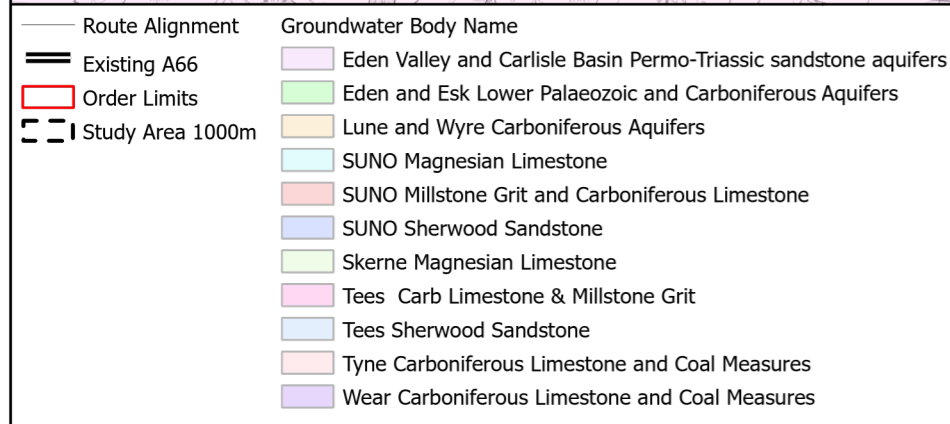 Route Alignment
Existing A66
Order Limits
Study Area 1000m
Groundwater Body Name
Eden Valley and Carlisle Basin Permo-Triassic sandstone aquifers
Eden and Esk Lower Palaeozoic and Carboniferous Aquifers
Lune and Wyre Carboniferous Aquifers
SUNO Magnesian Limestone
SUNO Millstone Grit and Carboniferous Limestone
SUNO Sherwood Sandstone
Skerne Magnesian Limestone
Tees  Carb Limestone & Millstone Grit
Tees Sherwood Sandstone
Tyne Carboniferous Limestone and Coal Measures
Wear Carboniferous Limestone and Coal Measures